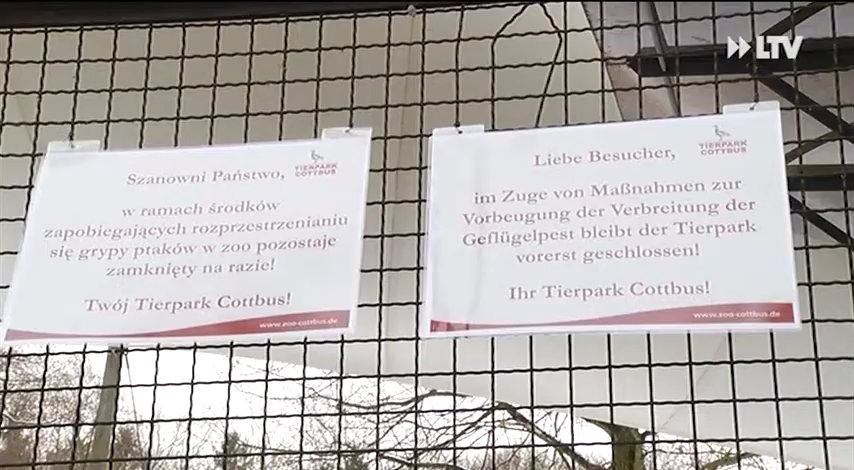 LTV
TIERPARK
COTTBUS
Szanowni Państwo,
w ramach środków
zapobiegających rozprzestrzenianiu
się grypy ptaków w zoo pozostaje
zamknięty na razie!
Twój Tierpark Cottbus!
www.zoo-cottbus.de
TIERPARK
COTTBUS
Liebe Besucher,
im Zuge von Maßnahmen zur
Vorbeugung der Verbreitung der
Geflügelpest bleibt der Tierpark
vorerst geschlossen!
Ihr Tierpark Cottbus!
www.zoo-cottbus.de